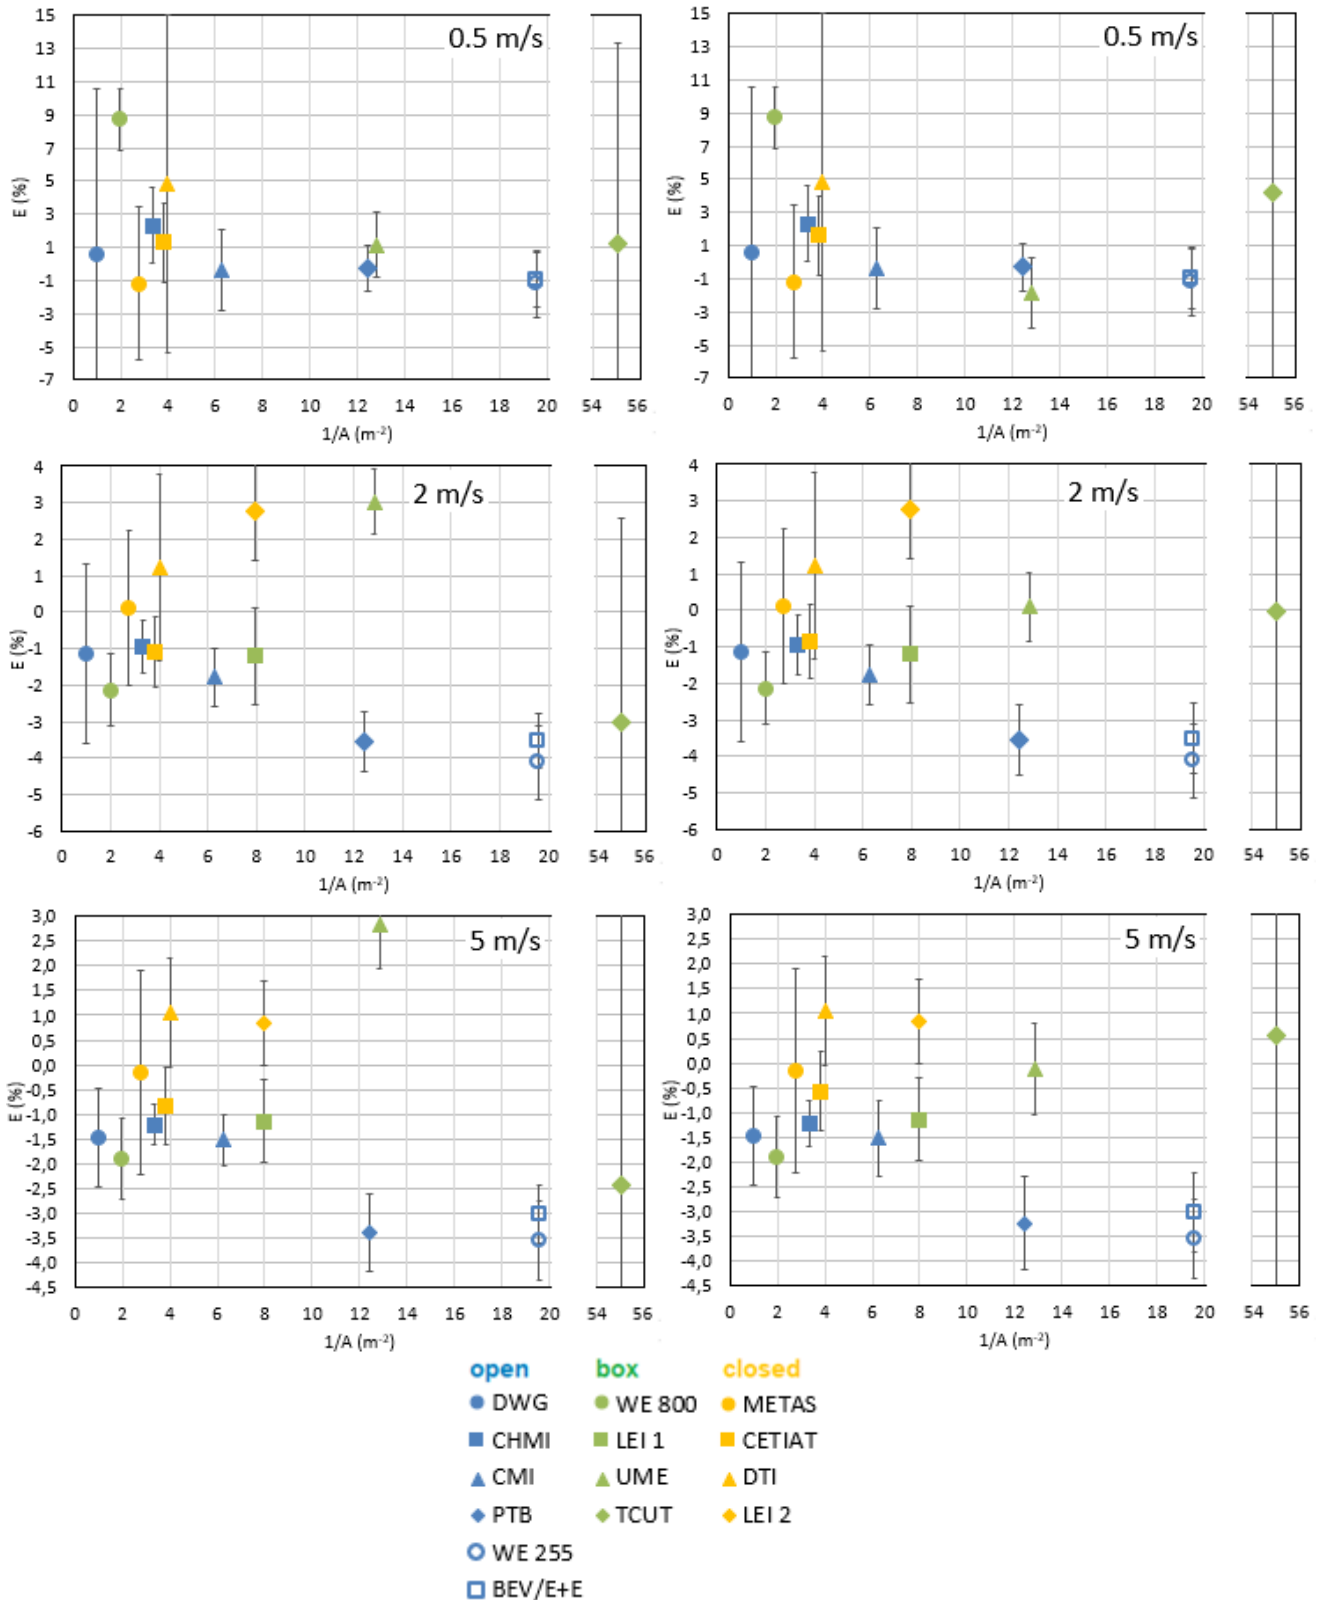 15
13
11
9
7
5
3
1
-1
-3
-5
-7
E (%)
0.5 m/s
0 2 4 6 8 10 12 14 16 18 20 54 56
1/A (m⁻²)
15
13
11
9
7
5
3
1
-1
-3
-5
-7
E (%)
0.5 m/s
0 2 4 6 8 10 12 14 16 18 20 54 56
1/A (m⁻²)
4
3
2
1
0
-1
-2
-3
-4
-5
-6
E (%)
2 m/s
0 2 4 6 8 10 12 14 16 18 20 54 56
1/A (m⁻²)
4
3
2
1
0
-1
-2
-3
-4
-5
-6
E (%)
2 m/s
0 2 4 6 8 10 12 14 16 18 20 54 56
1/A (m⁻²)
3,0
2,5
2,0
1,5
1,0
0,5
0,0
-0,5
-1,0
-1,5
-2,0
-2,5
-3,0
-3,5
-4,0
-4,5
E (%)
5 m/s
0 2 4 6 8 10 12 14 16 18 20 54 56
1/A (m⁻²)
3,0
2,5
2,0
1,5
1,0
0,5
0,0
-0,5
-1,0
-1,5
-2,0
-2,5
-3,0
-3,5
-4,0
-4,5
E (%)
5 m/s
0 2 4 6 8 10 12 14 16 18 20 54 56
1/A (m⁻²)
open box closed
DWG WE 800 METAS
CHMI LEI 1 CETIAT
CMI UME DTI
PTB TCUT LEI 2
WE 255
BEV/E+E